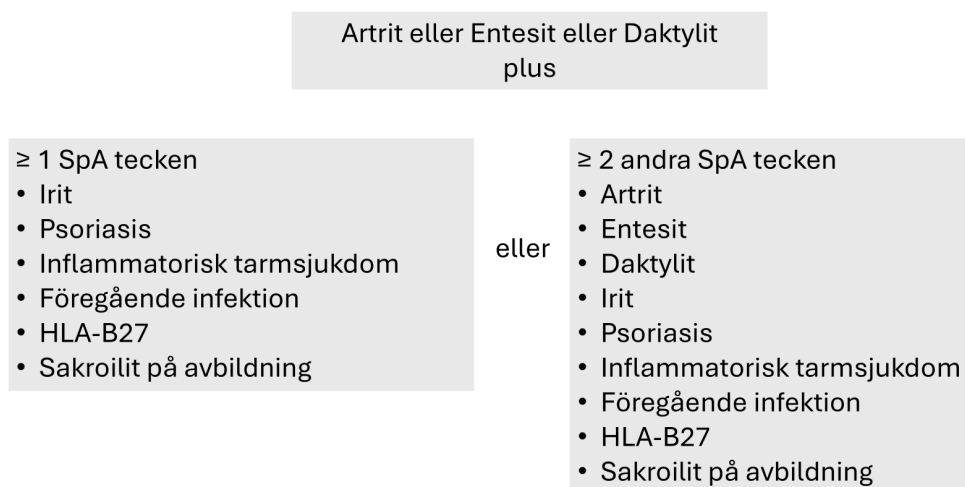 Artrit eller Entesit eller Daktylit
plus
≥ 1 SpA tecken
• Irit
• Psoriasis
• Inflammatorisk tarmsjukdom
• Föregående infektion
• HLA-B27
• Sakroilit på avbildning
eller
≥ 2 andra SpA tecken
• Artrit
• Entesit
• Daktylit
• Irit
• Psoriasis
• Inflammatorisk tarmsjukdom
• Föregående infektion
• HLA-B27
• Sakroilit på avbildning